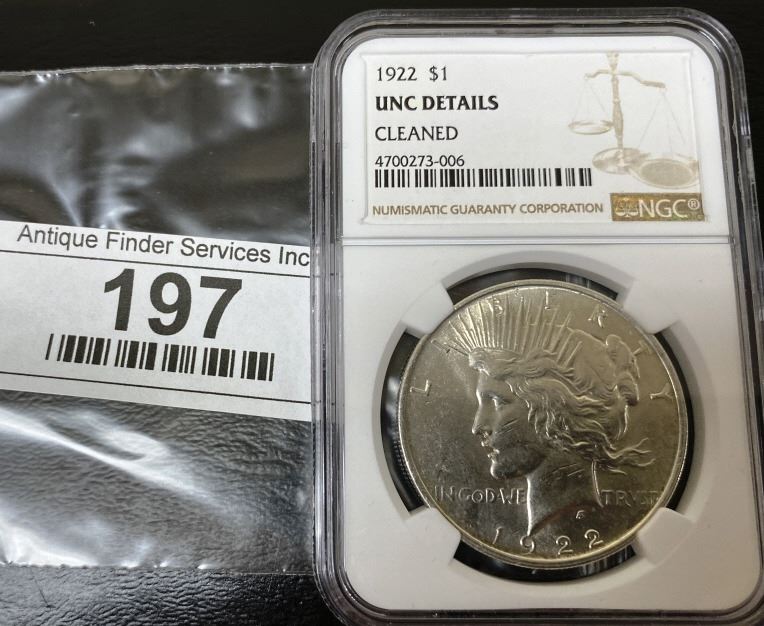 Antique Finder Services Inc
197
1922 $1
UNC DETAILS
CLEANED
4700273-006
NUMISMATIC GUARANTY CORPORATION NGC®
LIBERTY
IN GOD WE TRVST
1922